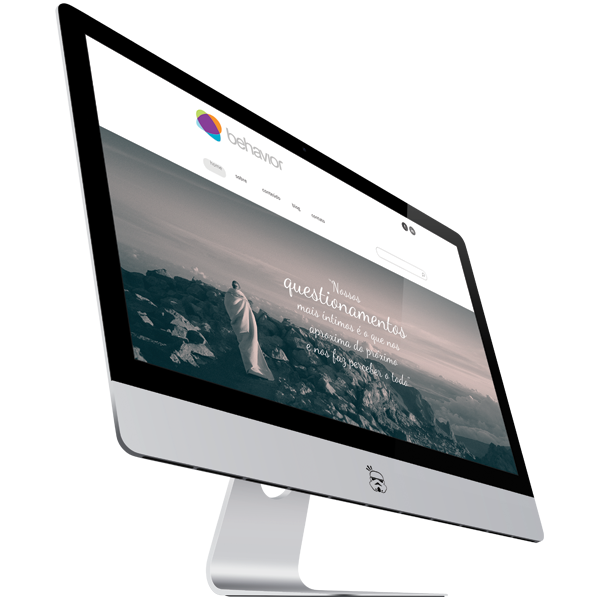 behavior
home
sobre
conteúdo
blog
contato
"Nossos
questionamentos
mais íntimos é o que nos
aproxima do próximo
e nos faz perceber o todo"